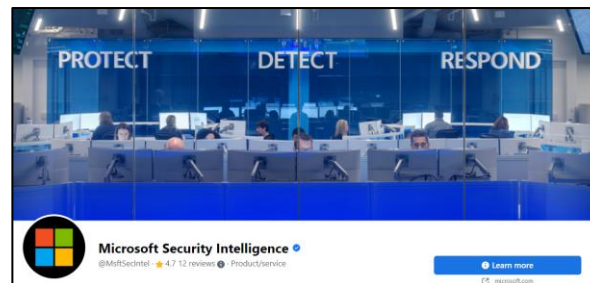 PROTECT DETECT RESPOND
Microsoft Security Intelligence
@MsftSecIntel · 4.7 12 reviews · Product/service
Learn more
microsoft.com